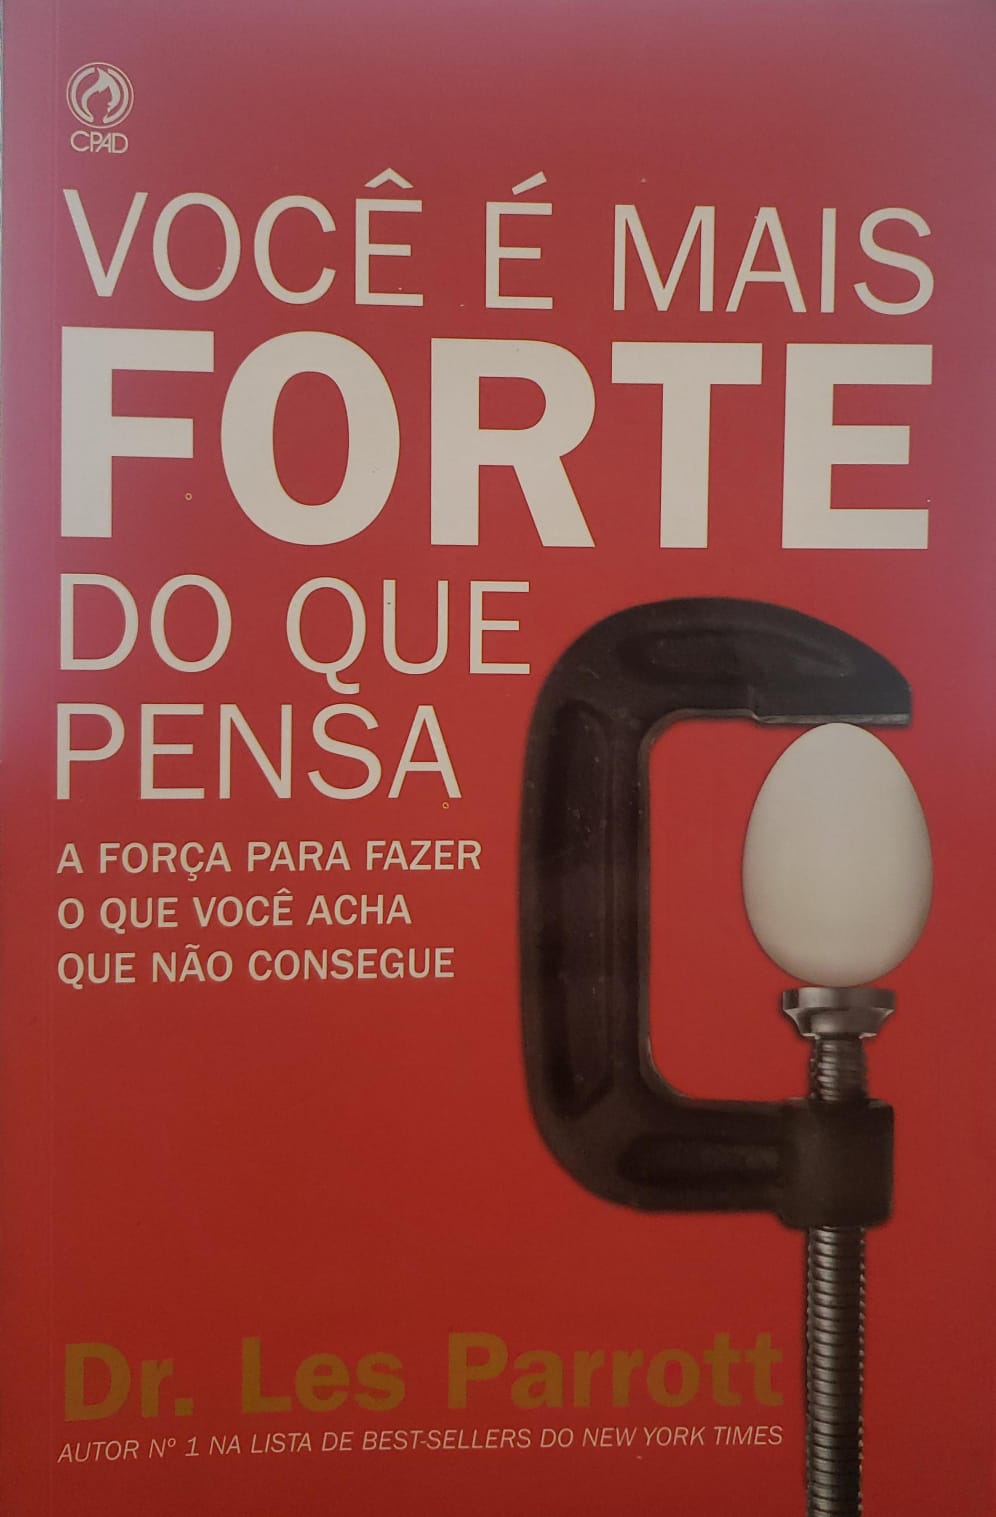 CPAD
VOCÊ É MAIS
FORTE
DO QUE
PENSA
A FORÇA PARA FAZER
O QUE VOCÊ ACHA
QUE NÃO CONSEGUE
Dr. Les Parrott
AUTOR Nº 1 NA LISTA DE BEST-SELLERS DO NEW YORK TIMES